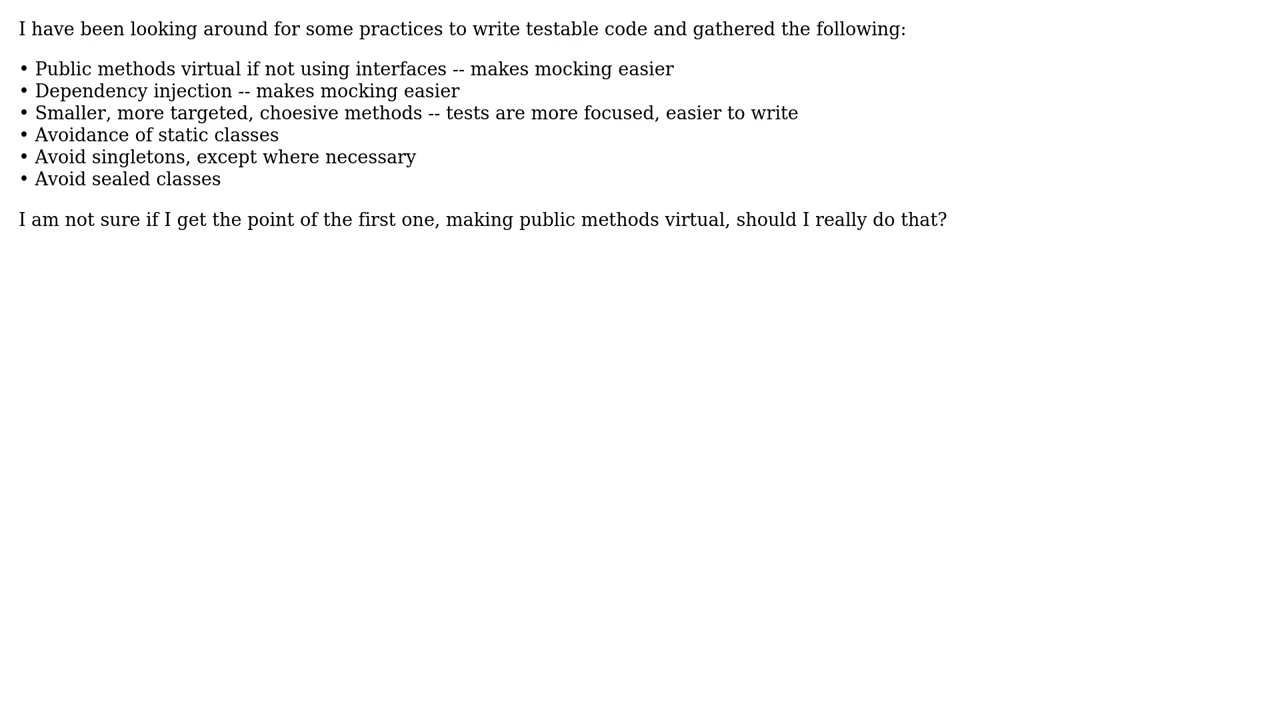 I have been looking around for some practices to write testable code and gathered the following:
• Public methods virtual if not using interfaces -- makes mocking easier
• Dependency injection -- makes mocking easier
• Smaller, more targeted, choesive methods -- tests are more focused, easier to write
• Avoidance of static classes
• Avoid singletons, except where necessary
• Avoid sealed classes
I am not sure if I get the point of the first one, making public methods virtual, should I really do that?